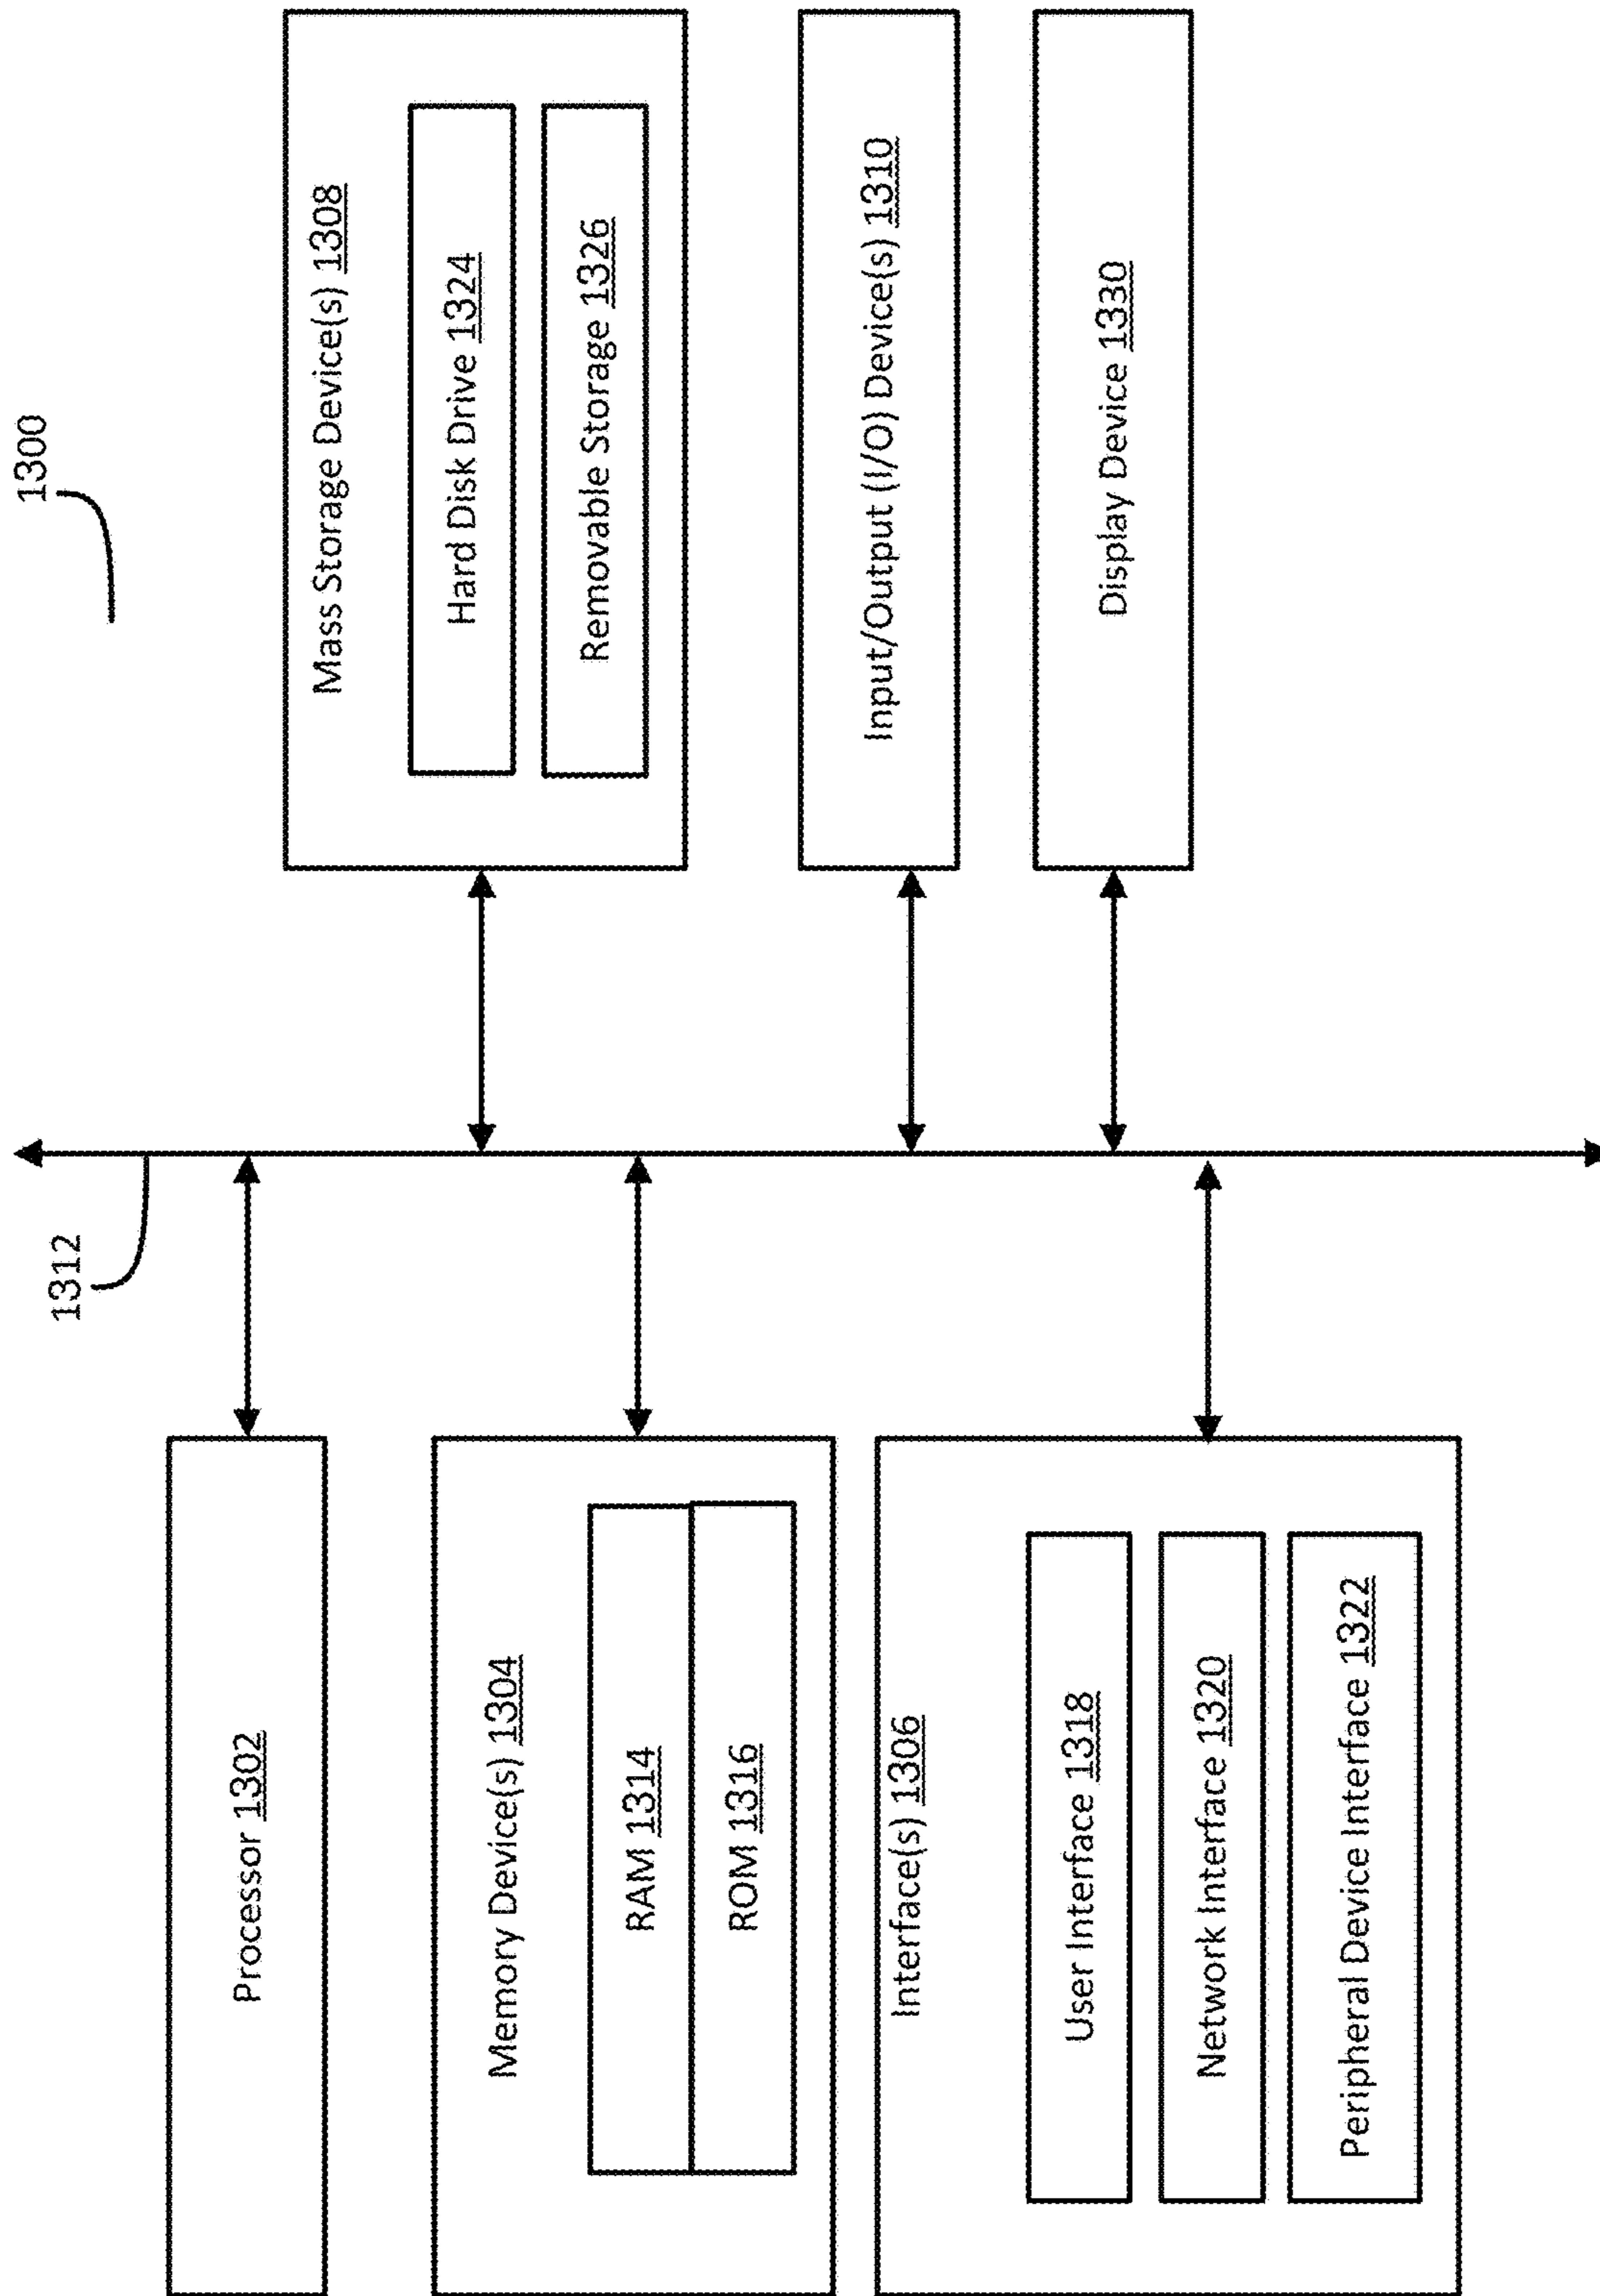 1300
1312
Processor 1302
Memory Device(s) 1304
RAM 1314
ROM 1316
Interface(s) 1306
User Interface 1318
Network Interface 1320
Peripheral Device Interface 1322
Mass Storage Device(s) 1308
Hard Disk Drive 1324
Removable Storage 1326
Input/Output (I/O) Device(s) 1310
Display Device 1330